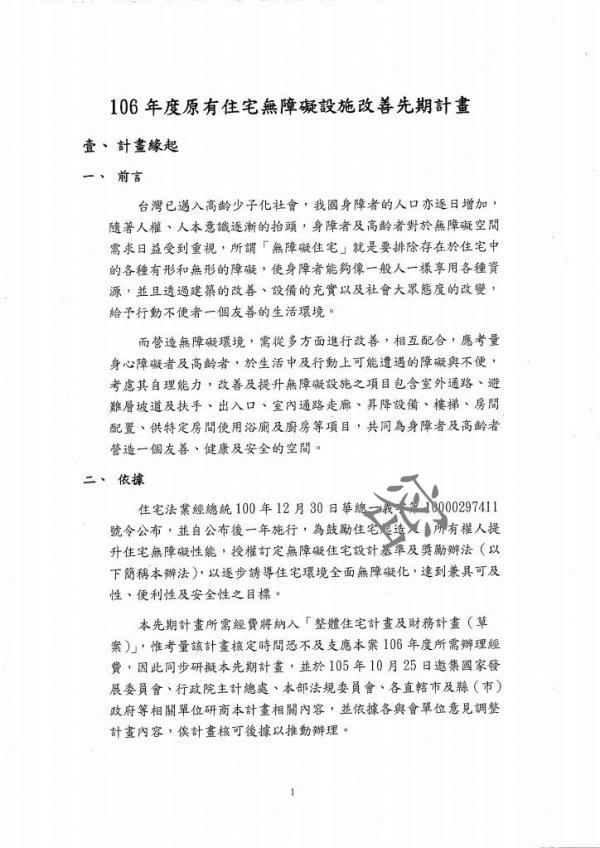 106 年度原有住宅無障礙設施改善先期計畫
壹、計畫緣起
一、 前言
台灣已邁入高齡少子化社會，我國身障者的人口亦逐日增加，
隨著人權、人本意識逐漸的抬頭，身障者及高齡者對於無障礙空間
需求日益受到重視，所謂「無障礙住宅」就是要排除存在於住宅中
的各種有形和無形的障礙，使身障者能夠像一般人一樣享用各種資
源，並且透過建築的改善、設備的充實以及社會大眾態度的改變，
給予行動不便者一個友善的生活環境。
而營造無障礙環境，需從多方面進行改善，相互配合，應考量
身心障礙者及高齡者，於生活中及行動上可能遭遇的障礙與不便，
考慮其自理能力，改善及提升無障礙設施之項目包含室外通路、避
難層坡道及扶手、出入口、室內通路走廊、昇降設備、樓梯、房間
配置、供特定房間使用浴廁及廚房等項目，共同為身障者及高齡者
營造一個友善、健康及安全的空間。
二、 依據
住宅法業經總統 100 年 12 月 30 日華總一義字第 10000297411
號令公布，並自公布後一年施行，為鼓勵住宅起造人、所有權人提
升住宅無障礙性能，授權訂定無障礙住宅設計基準及獎勵辦法（以
下簡稱本辦法），以逐步誘導住宅環境全面無障礙化，達到兼具可及
性、便利性及安全性之目標。
本先期計畫所需經費將納入「整體住宅計畫及財務計畫（草
案）」，惟考量該計畫核定時間恐不及支應本案 106 年度所需辦理經
費，因此同步研擬本先期計畫，並於 105 年 10 月 25 日邀集國家發
展委員會、行政院主計總處、本部法規委員會、各直轄市及縣（市）
政府等相關單位研商本計畫相關內容，並依據各與會單位意見調整
計畫內容，俟計畫核可後據以推動辦理。
1